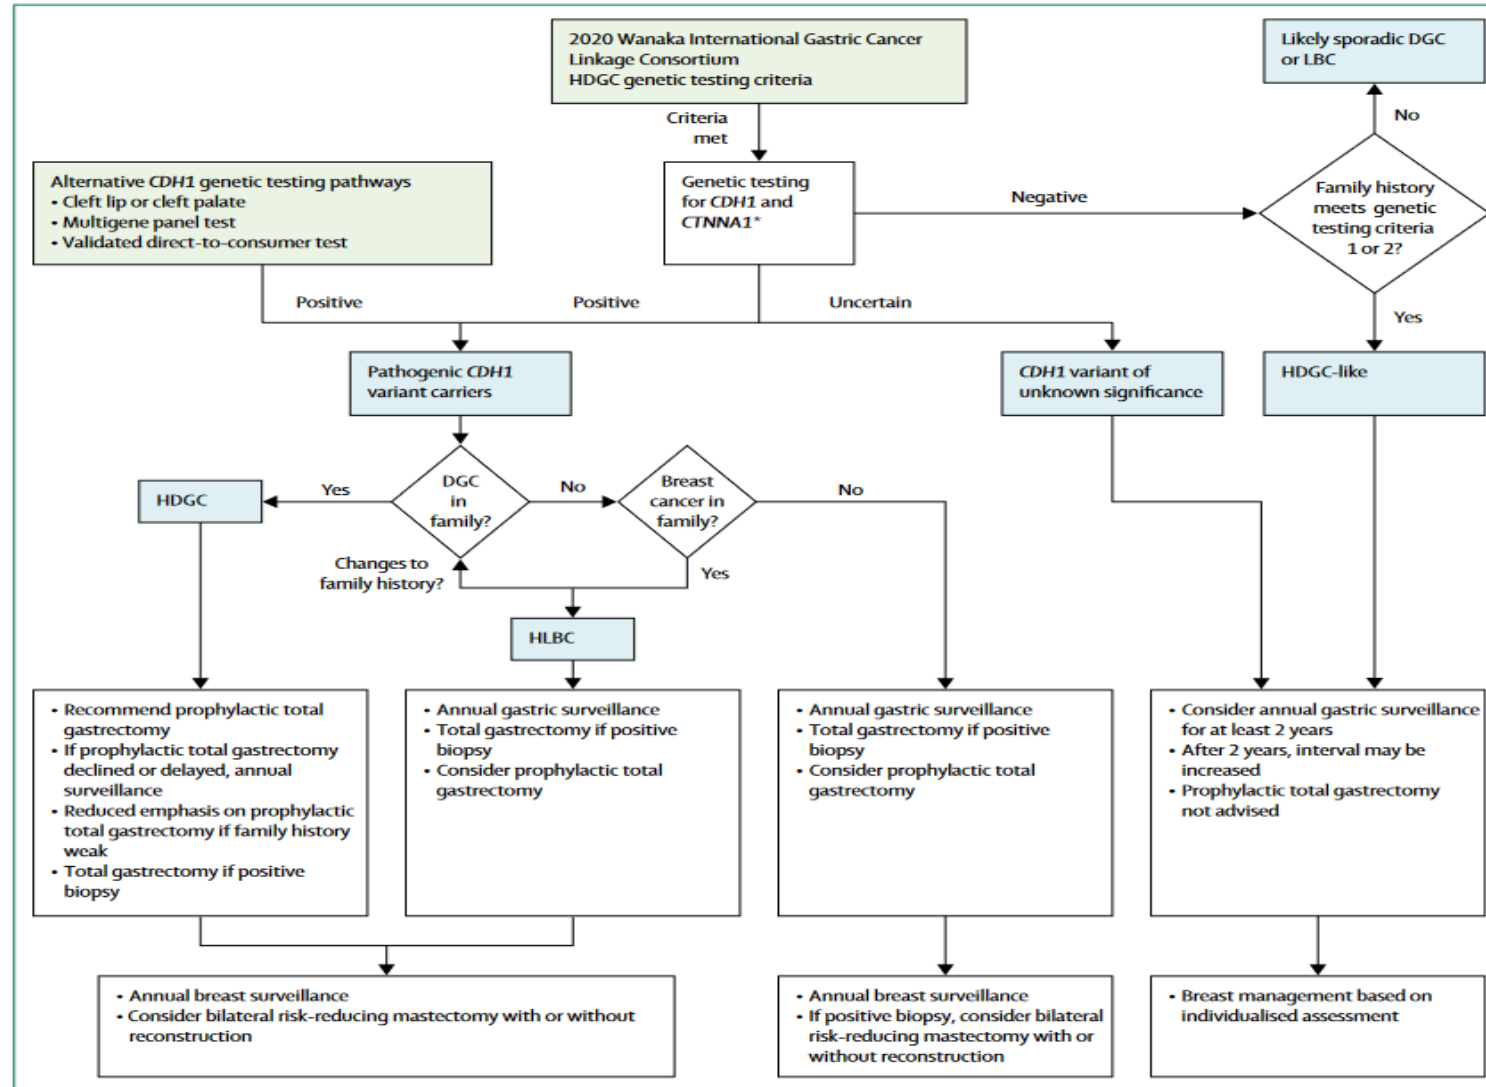 2020 Wanaka International Gastric Cancer
Linkage Consortium
HDGC genetic testing criteria
Likely sporadic DGC
or LBC
Criteria
met
No
Alternative CDH1 genetic testing pathways
• Cleft lip or cleft palate
• Multigene panel test
• Validated direct-to-consumer test
Genetic testing
for CDH1 and
CTNNA1*
Negative
Family history
meets genetic
testing criteria
1 or 2?
Positive
Positive
Uncertain
Yes
Pathogenic CDH1
variant carriers
CDH1 variant of
unknown significance
HDGC-like
HDGC
Yes
DGC
in
family?
No
Breast
cancer in
family?
No
Changes to
family history?
Yes
HLBC
• Recommend prophylactic total
gastrectomy
• If prophylactic total gastrectomy
declined or delayed, annual
surveillance
• Reduced emphasis on prophylactic
total gastrectomy if family history
weak
• Total gastrectomy if positive
biopsy
• Annual gastric surveillance
• Total gastrectomy if positive
biopsy
• Consider prophylactic total
gastrectomy
• Annual gastric surveillance
• Total gastrectomy if positive
biopsy
• Consider prophylactic total
gastrectomy
• Consider annual gastric surveillance
for at least 2 years
• After 2 years, interval may be
increased
• Prophylactic total gastrectomy
not advised
• Annual breast surveillance
• Consider bilateral risk-reducing mastectomy with or without
reconstruction
• Annual breast surveillance
• If positive biopsy, consider bilateral
risk-reducing mastectomy with or
without reconstruction
• Breast management based on
individualised assessment